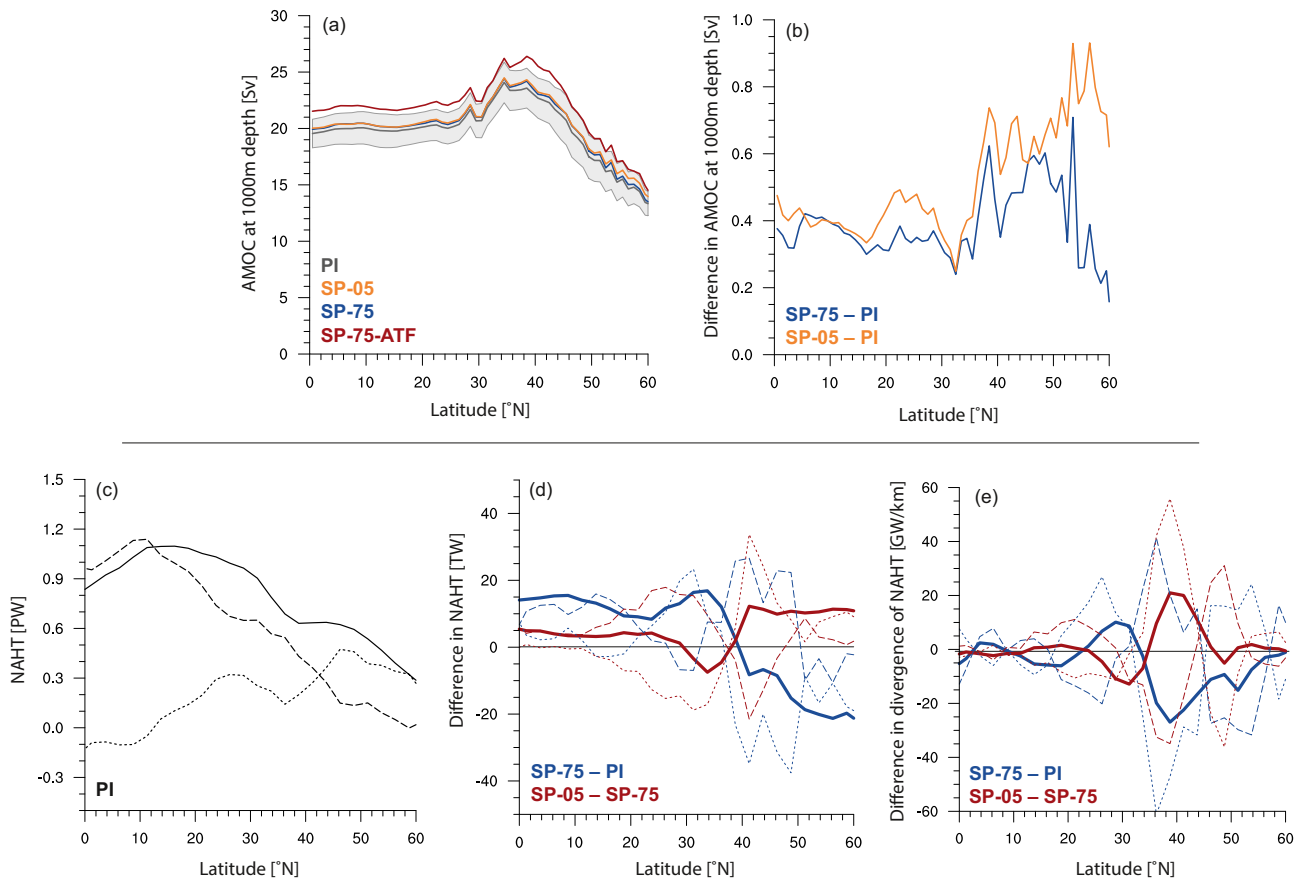 (a)
AMOC at 1000m depth [Sv]
30
25
20
15
10
5
0
PI
SP-05
SP-75
SP-75-ATF
0 10 20 30 40 50 60
Latitude [°N]
(b)
Difference in AMOC at 1000m depth [Sv]
1.0
0.8
0.6
0.4
0.2
0.0
SP-75 – PI
SP-05 – PI
0 10 20 30 40 50 60
Latitude [°N]
(c)
NAHT [PW]
1.5
1.2
0.9
0.6
0.3
0.0
-0.3
PI
0 10 20 30 40 50 60
Latitude [°N]
(d)
Difference in NAHT [TW]
40
20
0
-20
-40
SP-75 – PI
SP-05 – SP-75
0 10 20 30 40 50 60
Latitude [°N]
(e)
Difference in divergence of NAHT [GW/km]
60
40
20
0
-20
-40
-60
SP-75 – PI
SP-05 – SP-75
0 10 20 30 40 50 60
Latitude [°N]